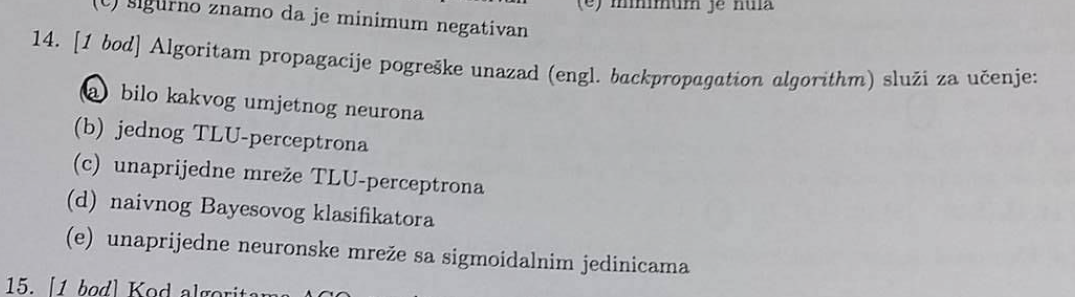 (c) sigurno znamo da je minimum negativan
(e) minimum je nula
14. [1 bod] Algoritam propagacije pogreške unazad (engl. backpropagation algorithm) služi za učenje:
(a) bilo kakvog umjetnog neurona
(b) jednog TLU-perceptrona
(c) unaprijedne mreže TLU-perceptrona
(d) naivnog Bayesovog klasifikatora
(e) unaprijedne neuronske mreže sa sigmoidalnim jedinicama
15. [1 bod] Kod algoritama ACO